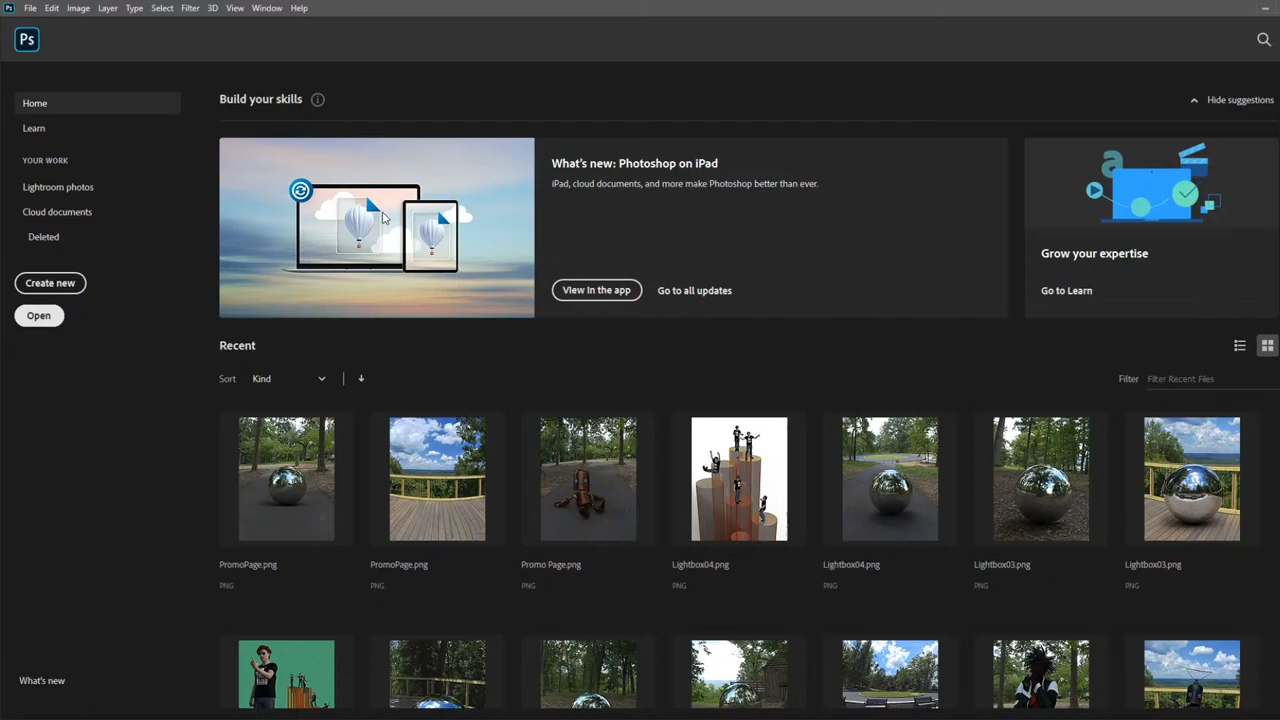 Ps File Edit Image Layer Type Select Filter 3D View Window Help
Ps
Home
Learn
YOUR WORK
Lightroom photos
Cloud documents
Deleted
Create new
Open
What's new
Build your skills
Hide suggestions
What's new: Photoshop on iPad
iPad, cloud documents, and more make Photoshop better than ever.
View in the app Go to all updates
Grow your expertise
Go to Learn
Recent
Sort Kind
Filter Filter Recent Files
PromoPage.png PromoPage.png Promo Page.png Lightbox04.png Lightbox04.png Lightbox03.png Lightbox03.png
PNG PNG PNG PNG PNG PNG PNG